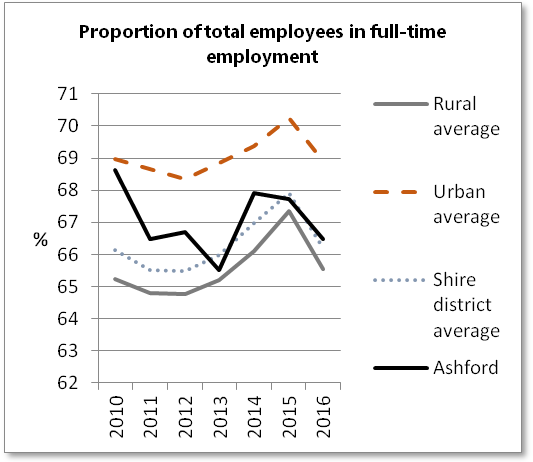 Proportion of total employees in full-time
employment
71
70
69
68
67
66
65
64
63
62
%
2010
2011
2012
2013
2014
2015
2016
Rural
average
Urban
average
Shire
district
average
Ashford